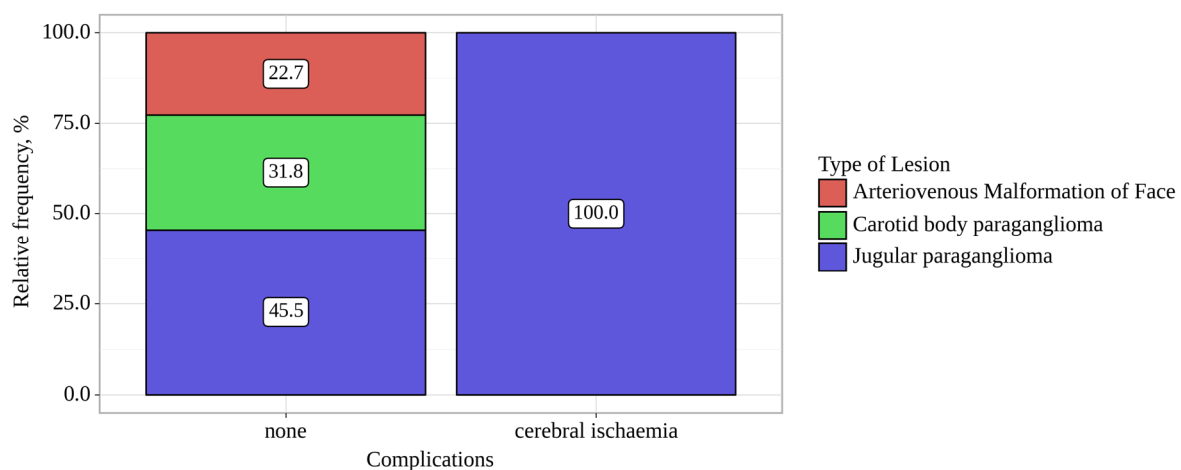 100.0
75.0
50.0
25.0
0.0
Relative frequency, %
22.7
31.8
45.5
100.0
none
cerebral ischaemia
Complications
Type of Lesion
Arteriovenous Malformation of Face
Carotid body paraganglioma
Jugular paraganglioma